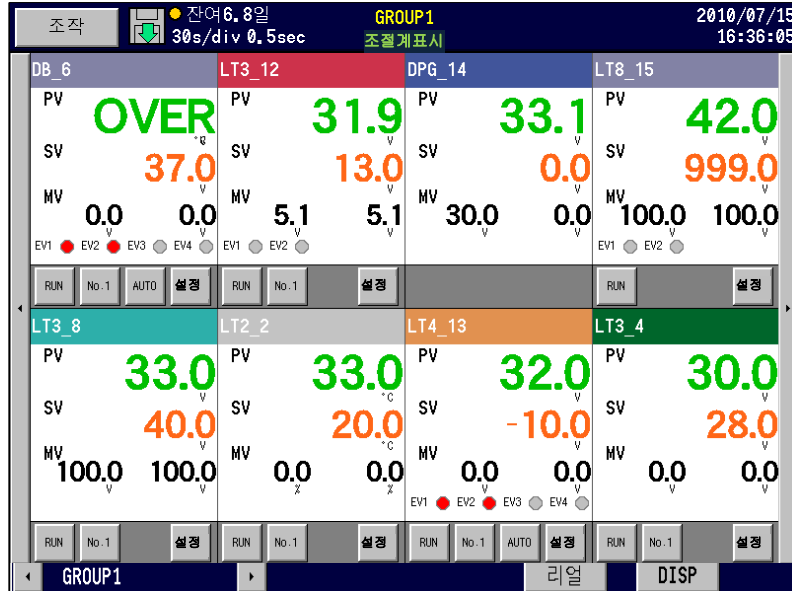 조작 잔여6.8일 GROUP1 2010/07/15
30s/div 0.5sec 조절계표시 16:36:05
DB_6 LT3_12 DPG_14 LT8_15
PV OVER PV 31.9 PV 33.1 PV 42.0
℃ V V V
SV 37.0 SV 13.0 SV 0.0 SV 999.0
V V V V
MV 0.0 0.0 MV 5.1 5.1 MV 30.0 0.0 MV 100.0 100.0
V V V V V V V V
EV1 EV2 EV3 EV4 EV1 EV2 EV1 EV2
RUN No.1 AUTO 설정 RUN No.1 설정 RUN 설정
LT3_8 LT2_2 LT4_13 LT3_4
PV 33.0 PV 33.0 PV 32.0 PV 30.0
V °C V V
SV 40.0 SV 20.0 SV -10.0 SV 28.0
V °C V V
MV 100.0 100.0 MV 0.0 0.0 MV 0.0 0.0 MV 0.0 0.0
V V % % V V V V
EV1 EV2 EV3 EV4
RUN No.1 설정 RUN No.1 설정 RUN No.1 AUTO 설정 RUN No.1 설정
GROUP1 리얼 DISP